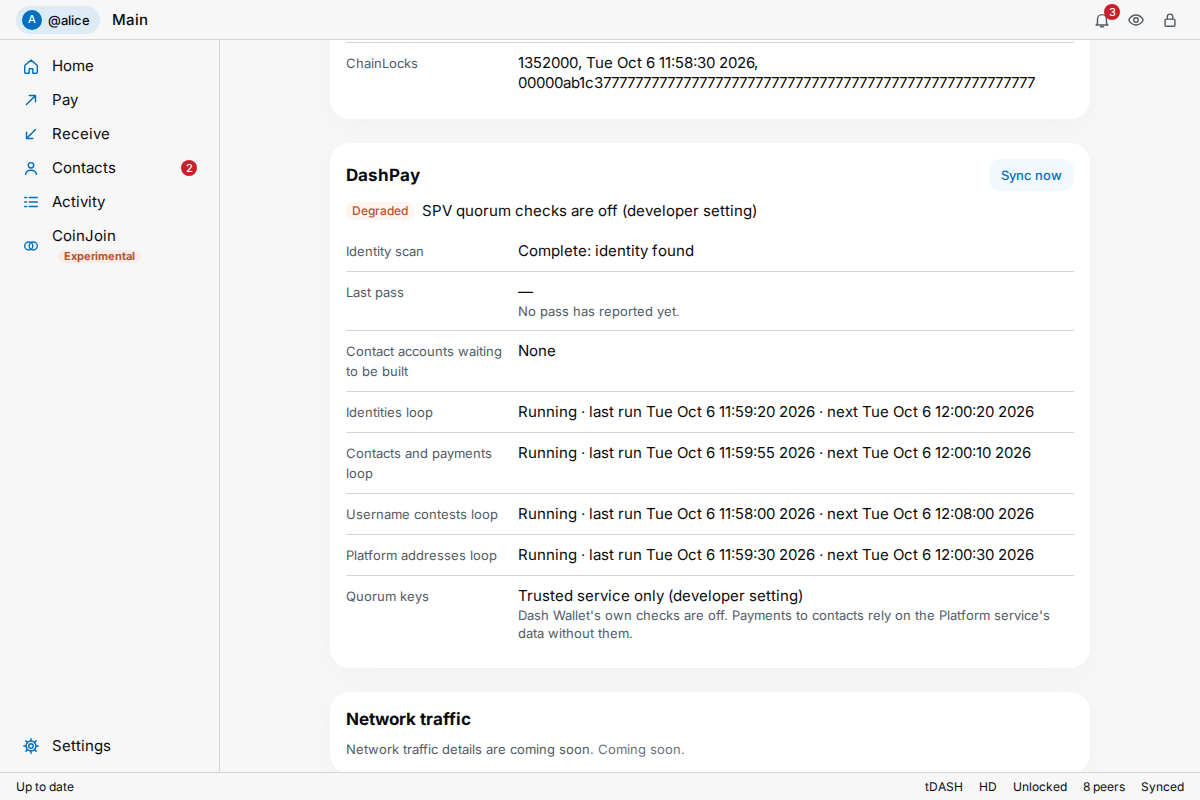 A @alice Main 3
Home
Pay
Receive
Contacts 2
Activity
CoinJoin
Experimental
Settings
ChainLocks 1352000, Tue Oct 6 11:58:30 2026,
00000ab1c3777777777777777777777777777777777777777777777777777777
DashPay Sync now
Degraded SPV quorum checks are off (developer setting)
Identity scan Complete: identity found
Last pass —
No pass has reported yet.
Contact accounts waiting None
to be built
Identities loop Running · last run Tue Oct 6 11:59:20 2026 · next Tue Oct 6 12:00:20 2026
Contacts and payments Running · last run Tue Oct 6 11:59:55 2026 · next Tue Oct 6 12:00:10 2026
loop
Username contests loop Running · last run Tue Oct 6 11:58:00 2026 · next Tue Oct 6 12:08:00 2026
Platform addresses loop Running · last run Tue Oct 6 11:59:30 2026 · next Tue Oct 6 12:00:30 2026
Quorum keys Trusted service only (developer setting)
Dash Wallet's own checks are off. Payments to contacts rely on the Platform service's
data without them.
Network traffic
Network traffic details are coming soon. Coming soon.
Up to date tDASH HD Unlocked 8 peers Synced